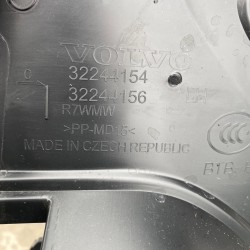 VOLVO
32244154
32244156
R7WMW
>PP-MD15<
MADE IN CZECH REPUBLIC